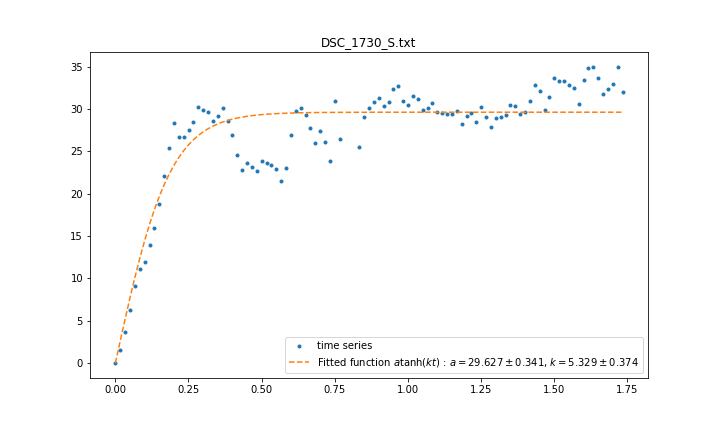 DSC_1730_S.txt
35
30
25
20
15
10
5
0
0.00 0.25 0.50 0.75 1.00 1.25 1.50 1.75
time series
Fitted function atanh(kt) : a = 29.627 ± 0.341, k = 5.329 ± 0.374